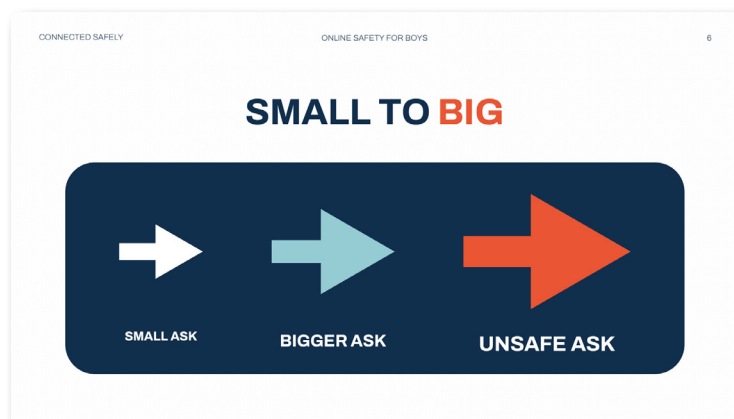 CONNECTED SAFELY
ONLINE SAFETY FOR BOYS
6
SMALL TO BIG
SMALL ASK
BIGGER ASK
UNSAFE ASK